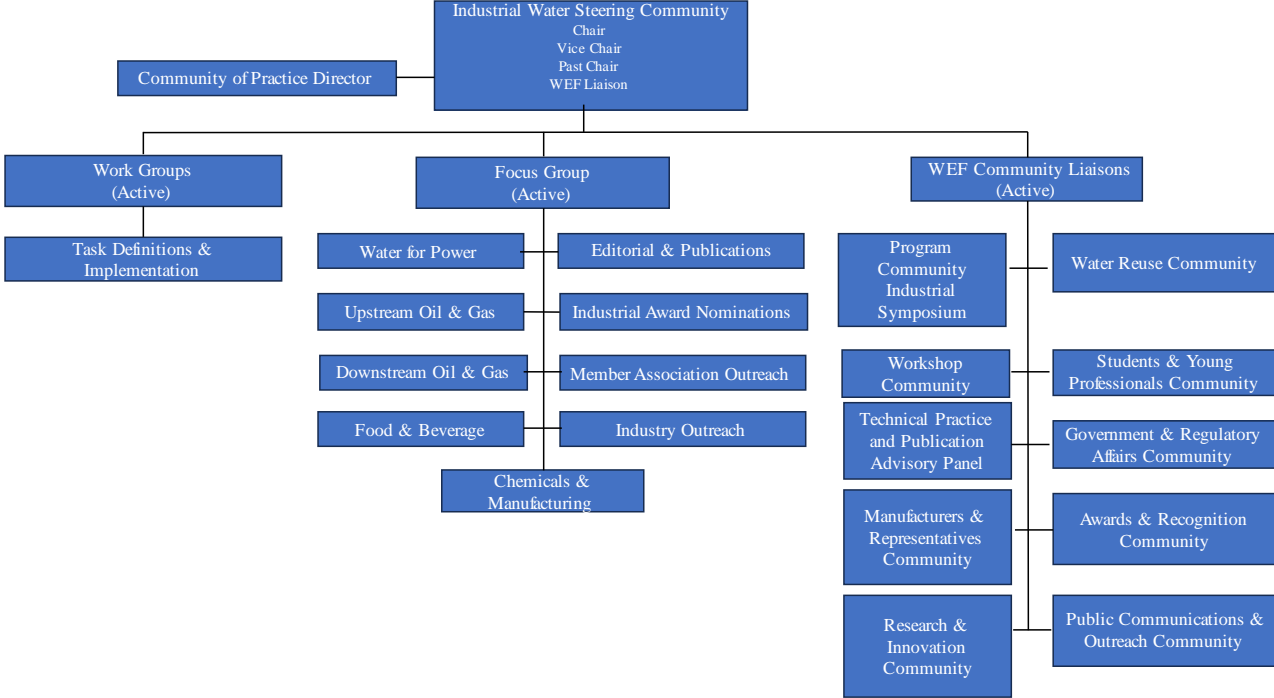 Industrial Water Steering Community
Chair
Vice Chair
Past Chair
WEF Liaison
Community of Practice Director
Work Groups
(Active)
Task Definitions &
Implementation
Focus Group
(Active)
Water for Power
Editorial & Publications
Upstream Oil & Gas
Industrial Award Nominations
Downstream Oil & Gas
Member Association Outreach
Food & Beverage
Industry Outreach
Chemicals &
Manufacturing
WEF Community Liaisons
(Active)
Program
Community
Industrial
Symposium
Water Reuse Community
Workshop
Community
Students & Young
Professionals Community
Technical Practice
and Publication
Advisory Panel
Government & Regulatory
Affairs Community
Manufacturers &
Representatives
Community
Awards & Recognition
Community
Research &
Innovation
Community
Public Communications &
Outreach Community